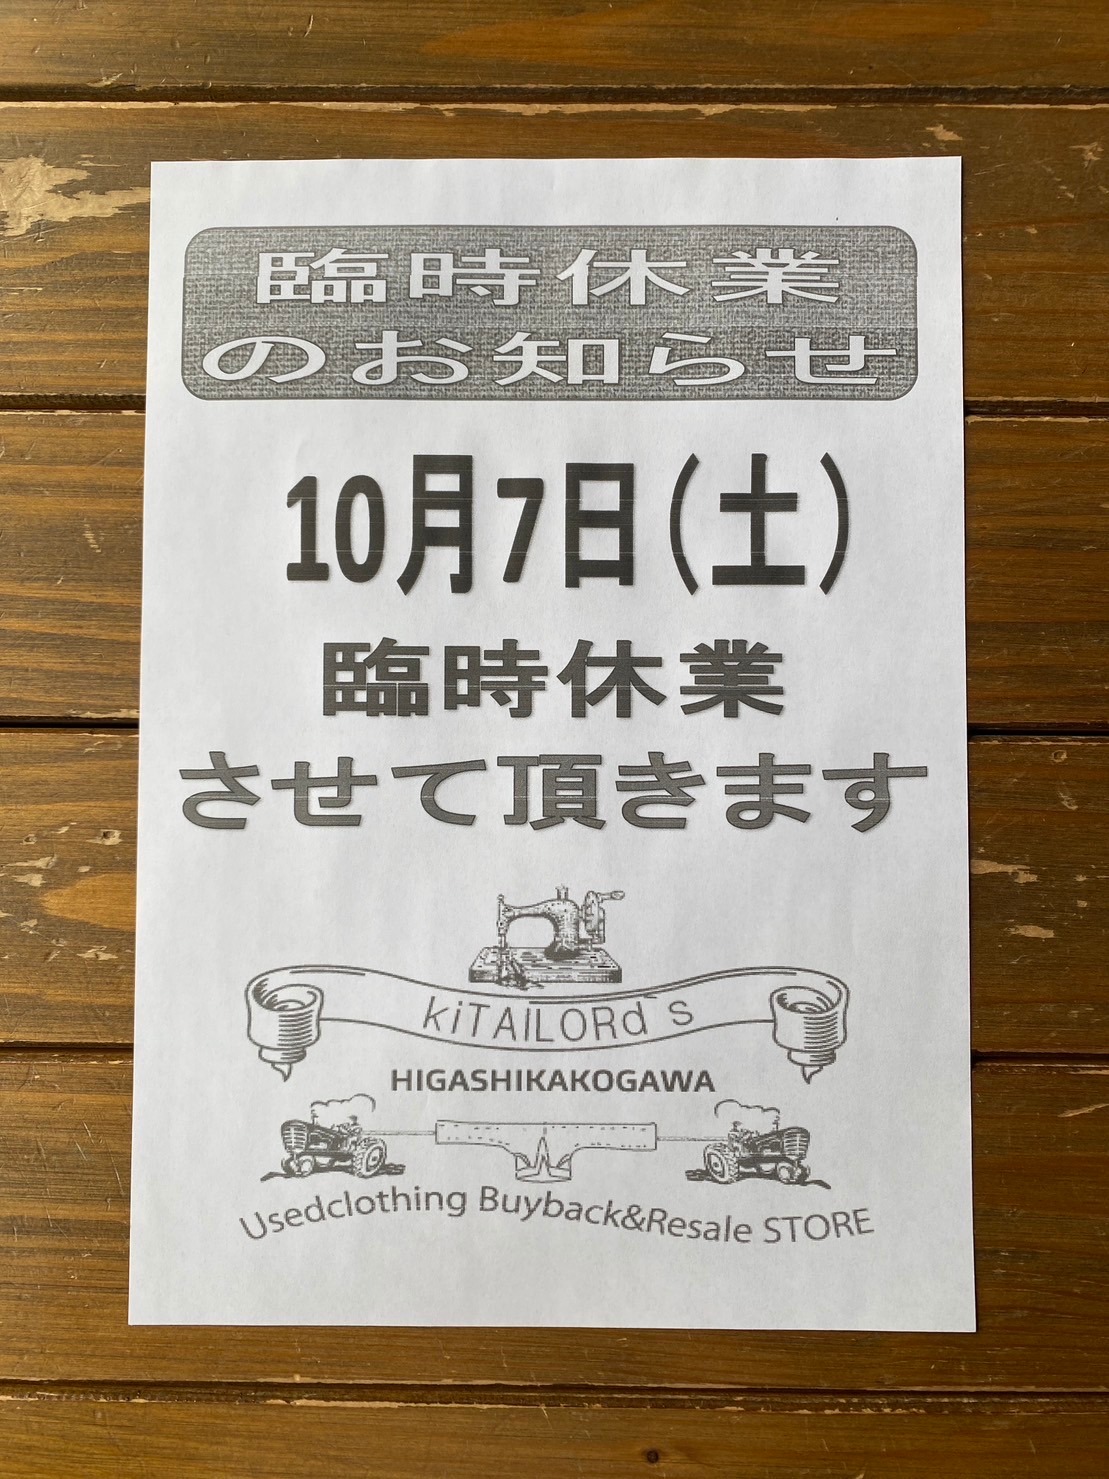 臨時休業
のお知らせ
10月7日(土)
臨時休業
させて頂きます
kiTAILORd`s
HIGASHIKAKOGAWA
Usedclothing Buyback&Resale STORE